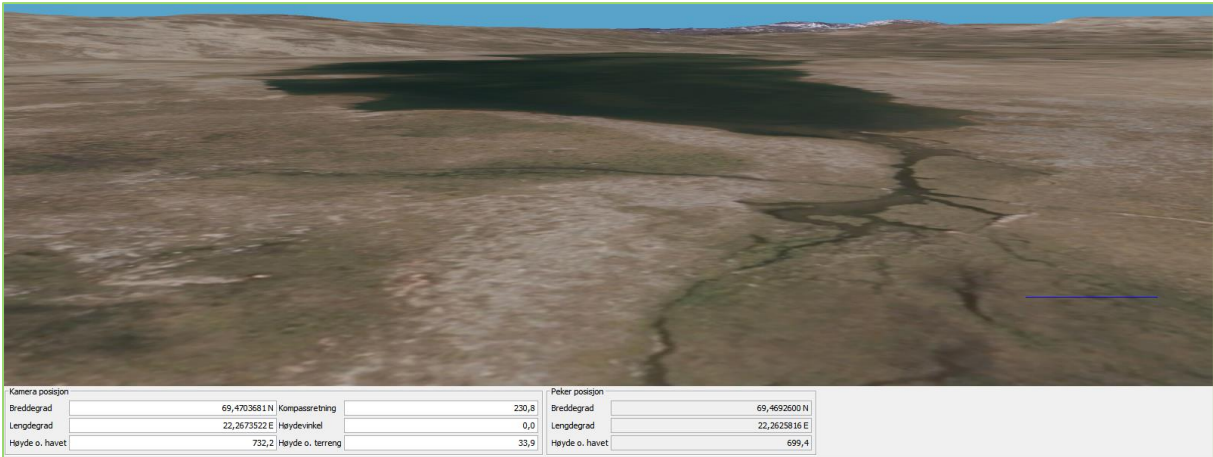 Kamera posisjon
Breddegrad 69,4703681 N Kompassretning 230,8
Lengdegrad 22,2673522 E Høydevinkel 0,0
Høyde o. havet 732,2 Høyde o. terreng 33,9
Peker posisjon
Breddegrad 69,4692600 N
Lengdegrad 22,2625816 E
Høyde o. havet 699,4